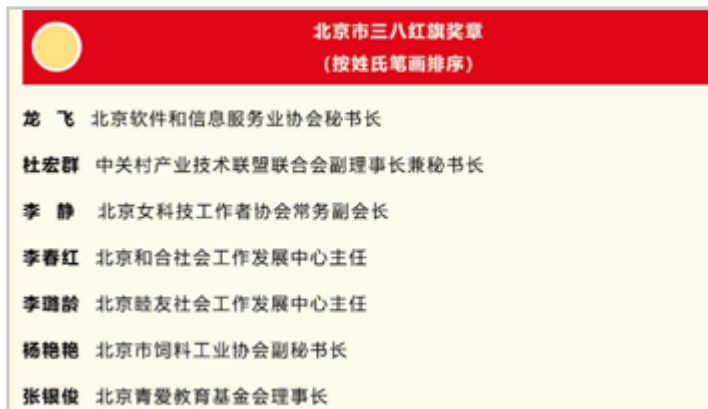 北京市三八红旗奖章
(按姓氏笔画排序)
龙 飞 北京软件和信息服务业协会秘书长
杜宏群 中关村产业技术联盟联合会副理事长兼秘书长
李 静 北京女科技工作者协会常务副会长
李春红 北京和合社会工作发展中心主任
李璐龄 北京睦友社会工作发展中心主任
杨艳艳 北京市饲料工业协会副秘书长
张银俊 北京青爱教育基金会理事长